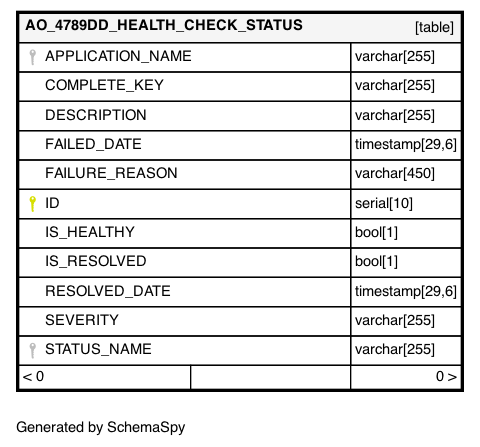 AO_4789DD_HEALTH_CHECK_STATUS [table]
APPLICATION_NAME varchar[255]
COMPLETE_KEY varchar[255]
DESCRIPTION varchar[255]
FAILED_DATE timestamp[29,6]
FAILURE_REASON varchar[450]
ID serial[10]
IS_HEALTHY bool[1]
IS_RESOLVED bool[1]
RESOLVED_DATE timestamp[29,6]
SEVERITY varchar[255]
STATUS_NAME varchar[255]
< 0 0 >
Generated by SchemaSpy